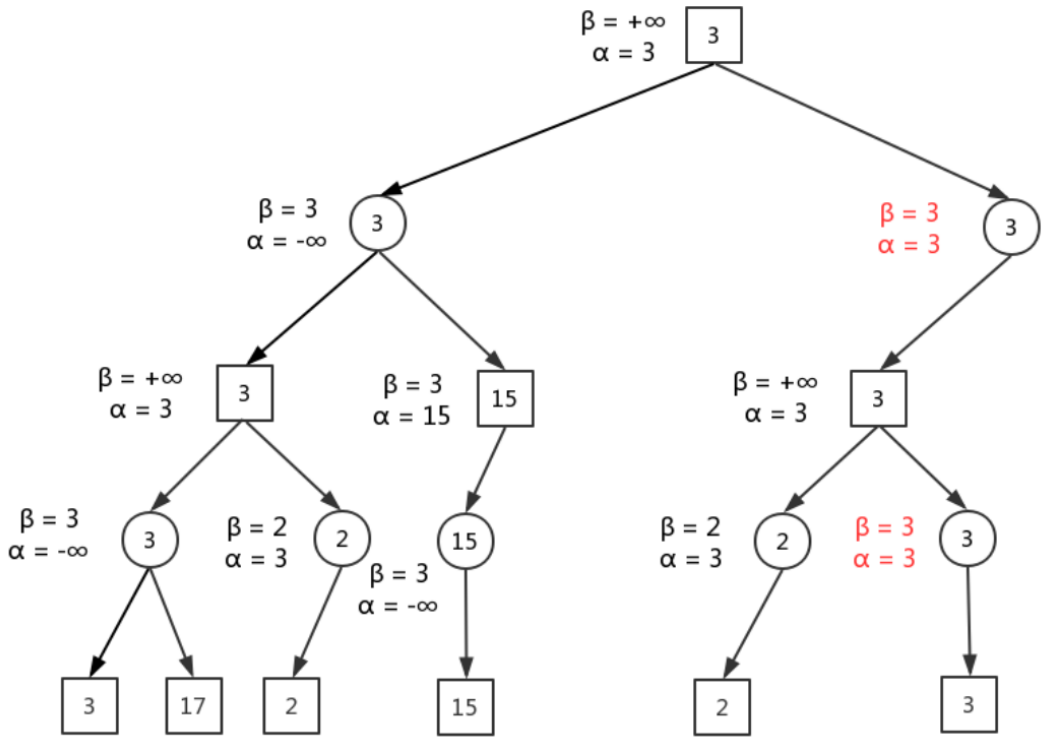 β = +∞
α = 3
3
β = 3
α = -∞
3
β = 3
α = 3
3
β = +∞
α = 3
3
β = 3
α = 15
15
β = +∞
α = 3
3
β = 3
α = -∞
3
β = 2
α = 3
2
β = 3
α = -∞
15
β = 2
α = 3
2
β = 3
α = 3
3
3
17
2
15
2
3